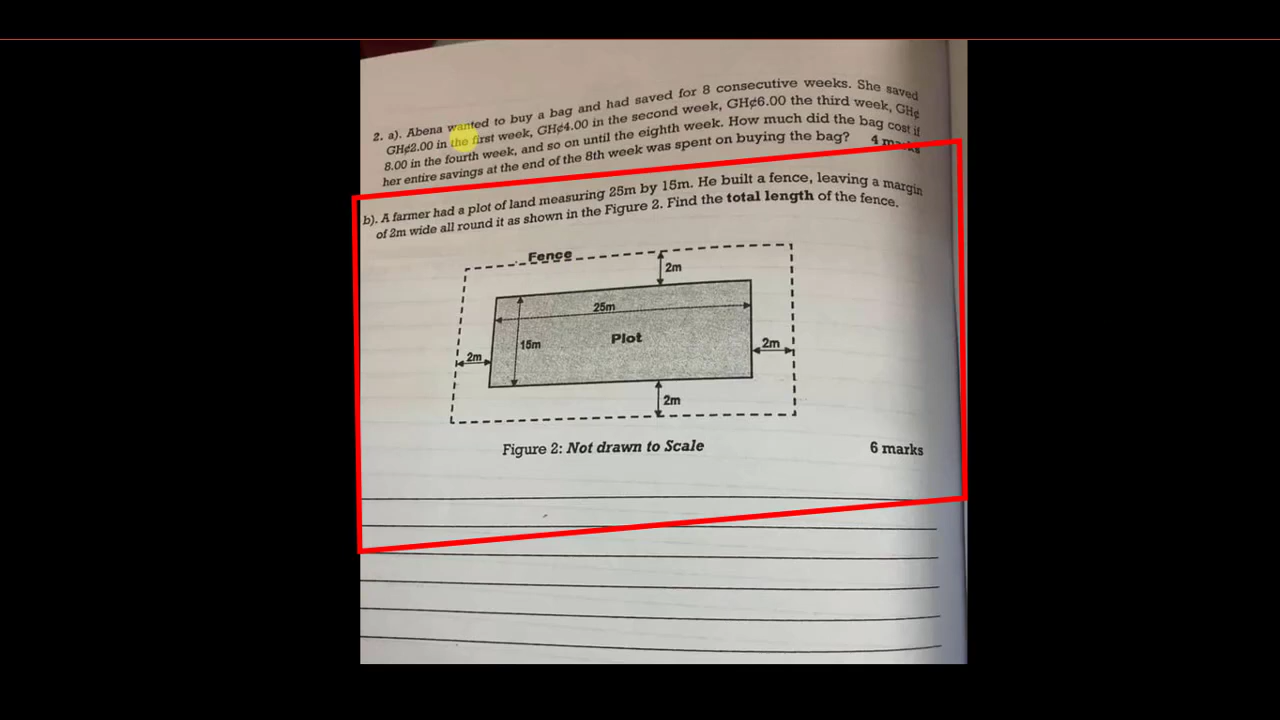 2. a). Abena wanted to buy a bag and had saved for 8 consecutive weeks. She saved
GH¢2.00 in the first week, GH¢4.00 in the second week, GH¢6.00 the third week, GH¢
8.00 in the fourth week, and so on until the eighth week. How much did the bag cost if
her entire savings at the end of the 8th week was spent on buying the bag? 4 marks
b). A farmer had a plot of land measuring 25m by 15m. He built a fence, leaving a margin
of 2m wide all round it as shown in the Figure 2. Find the total length of the fence.
Fence
2m
25m
15m
Plot
2m
2m
2m
Figure 2: Not drawn to Scale
6 marks